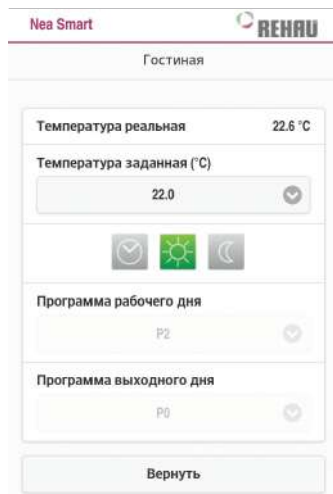 Nea Smart
REHAU
Гостиная
Температура реальная 22.6 °C
Температура заданная (°C)
22.0
Программа рабочего дня
P2
Программа выходного дня
P0
Вернуть